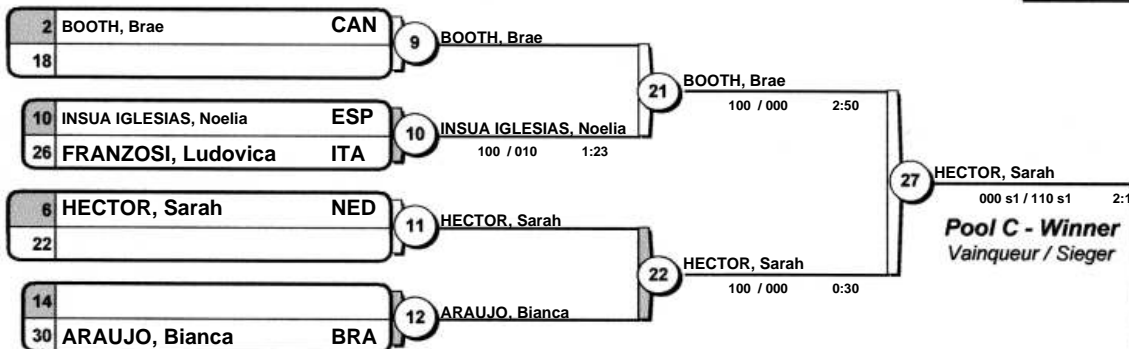 2 BOOTH, Brae CAN
18
9
BOOTH, Brae
21
BOOTH, Brae
100 / 000 2:50
10 INSUA IGLESIAS, Noelia ESP
26 FRANZOSI, Ludovica ITA
10
INSUA IGLESIAS, Noelia
100 / 010 1:23
27
HECTOR, Sarah
000 s1 / 110 s1
Pool C - Winner
Vainqueur / Sieger
6 HECTOR, Sarah NED
22
11
HECTOR, Sarah
22
HECTOR, Sarah
100 / 000 0:30
14
30 ARAUJO, Bianca BRA
12
ARAUJO, Bianca